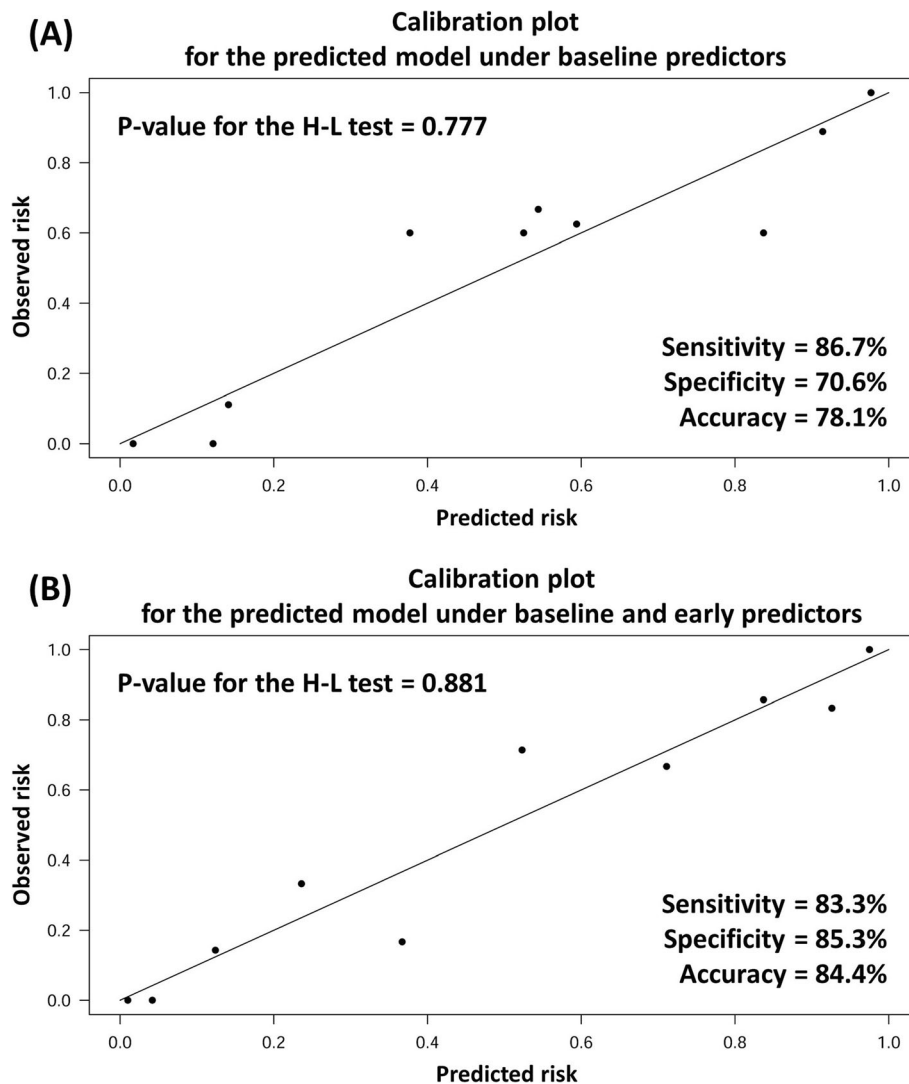 (A)
Calibration plot
for the predicted model under baseline predictors
P-value for the H-L test = 0.777
Observed risk
1.0
0.8
0.6
0.4
0.2
0.0
Sensitivity = 86.7%
Specificity = 70.6%
Accuracy = 78.1%
0.0 0.2 0.4 0.6 0.8 1.0
Predicted risk
(B)
Calibration plot
for the predicted model under baseline and early predictors
P-value for the H-L test = 0.881
Observed risk
1.0
0.8
0.6
0.4
0.2
0.0
Sensitivity = 83.3%
Specificity = 85.3%
Accuracy = 84.4%
0.0 0.2 0.4 0.6 0.8 1.0
Predicted risk